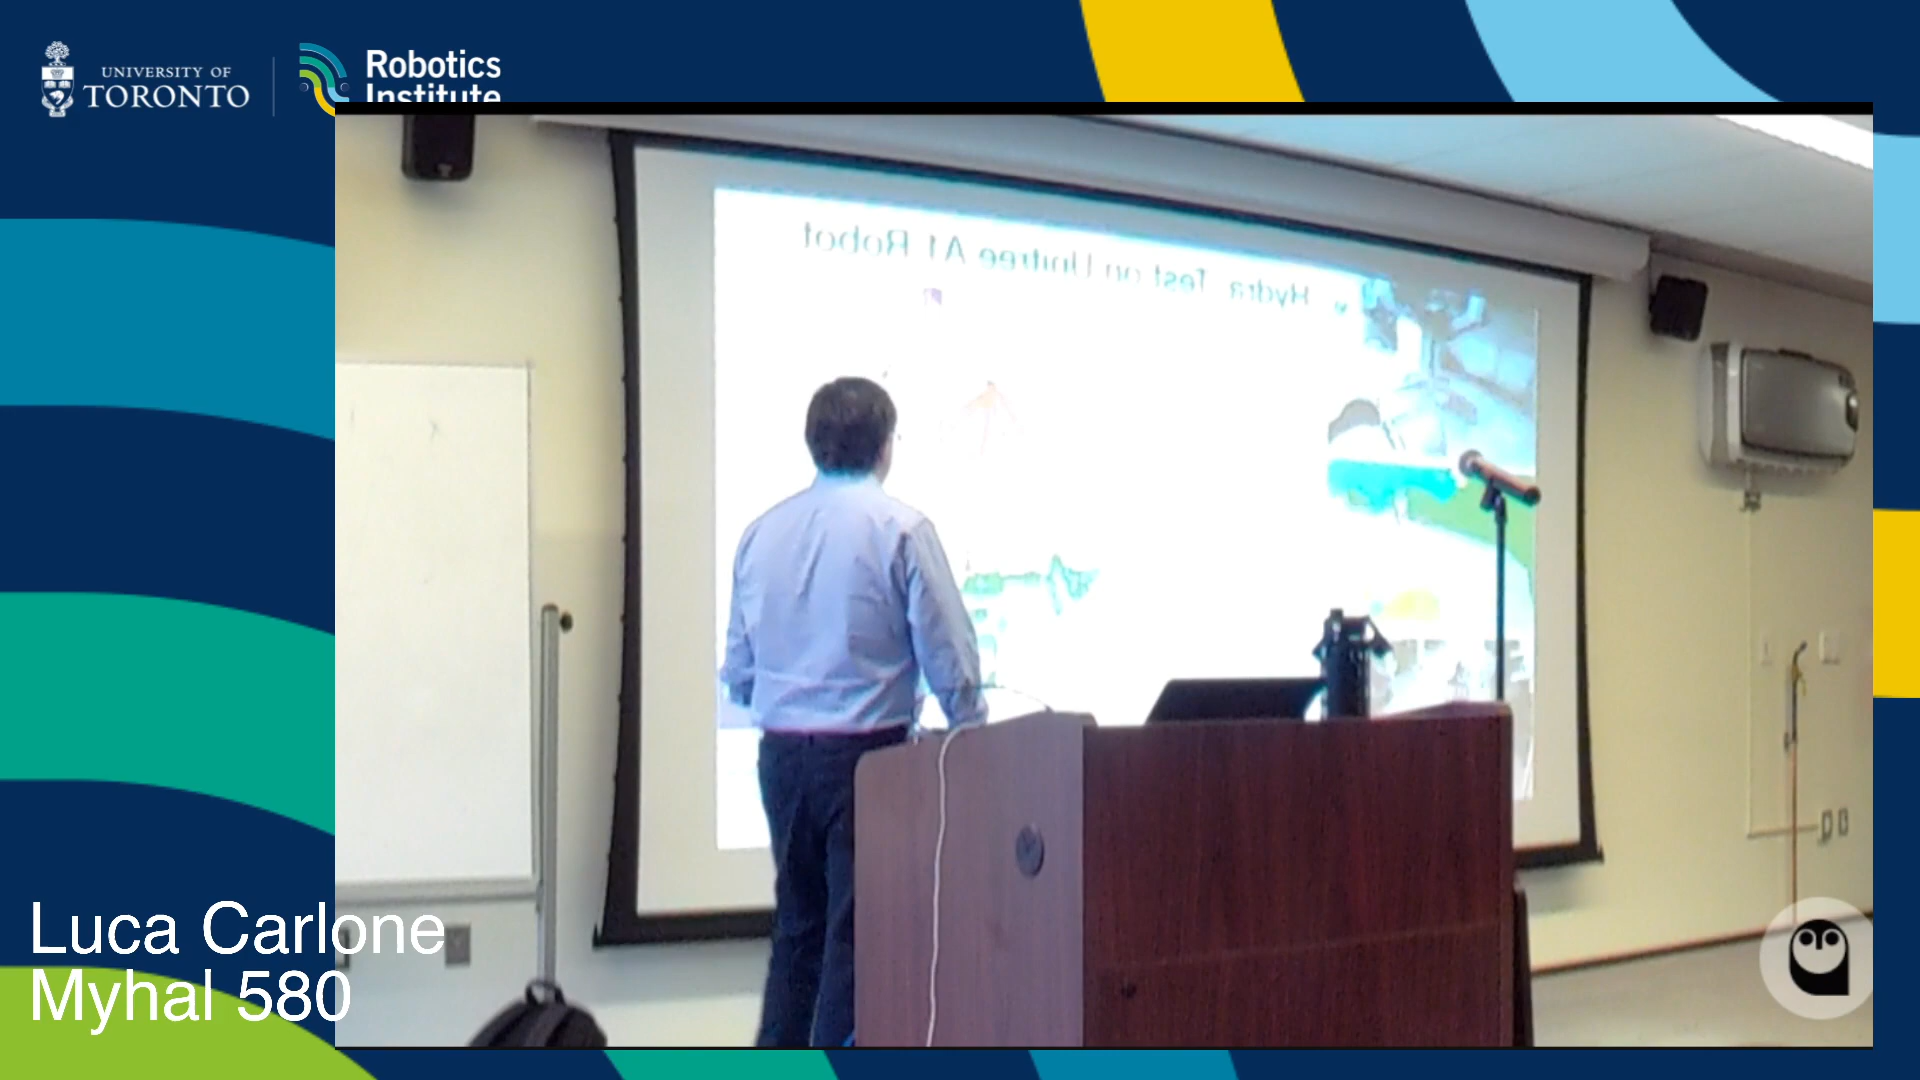 UNIVERSITY OF
TORONTO
Robotics
Institute
• Hydra: Test on Unitree A1 Robot
Luca Carlone
Myhal 580